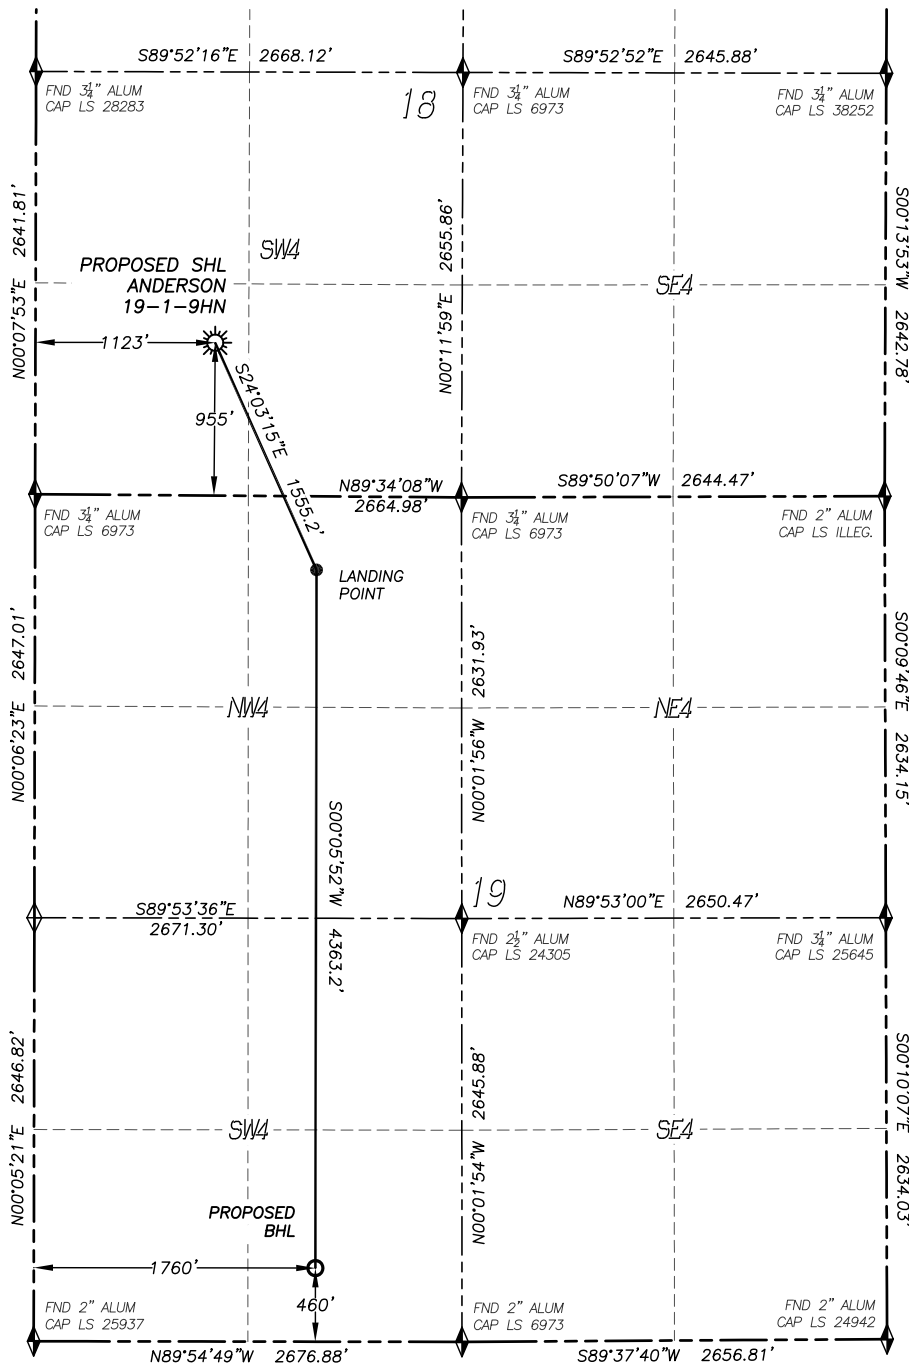 S89°52'16"E 2668.12'
S89°52'52"E 2645.88'
FND 3¼" ALUM
CAP LS 28283
18
FND 3¼" ALUM
CAP LS 6973
FND 3¼" ALUM
CAP LS 38252
N00°07'53"E 2641.81'
SW4
N00°11'59"E 2655.86'
SE4
S00°13'53"W 2642.78'
PROPOSED SHL
ANDERSON
19-1-9HN
1123'
955'
S24°03'15"E 1555.2'
N89°34'08"W
2664.98'
S89°50'07"W 2644.47'
FND 3¼" ALUM
CAP LS 6973
FND 3¼" ALUM
CAP LS 6973
FND 2" ALUM
CAP LS ILLEG.
LANDING
POINT
N00°06'23"E 2647.01'
NW4
N00°01'56"W 2631.93'
NE4
S00°09'46"E 2634.15'
S00°05'52"W 4363.2'
S89°53'36"E
2671.30'
19
N89°53'00"E 2650.47'
FND 2½" ALUM
CAP LS 24305
FND 3¼" ALUM
CAP LS 25645
N00°05'21"E 2646.82'
SW4
N00°01'54"W 2645.88'
SE4
S00°10'07"E 2634.03'
PROPOSED
BHL
1760'
460'
FND 2" ALUM
CAP LS 25937
FND 2" ALUM
CAP LS 6973
FND 2" ALUM
CAP LS 24942
N89°54'49"W 2676.88'
S89°37'40"W 2656.81'